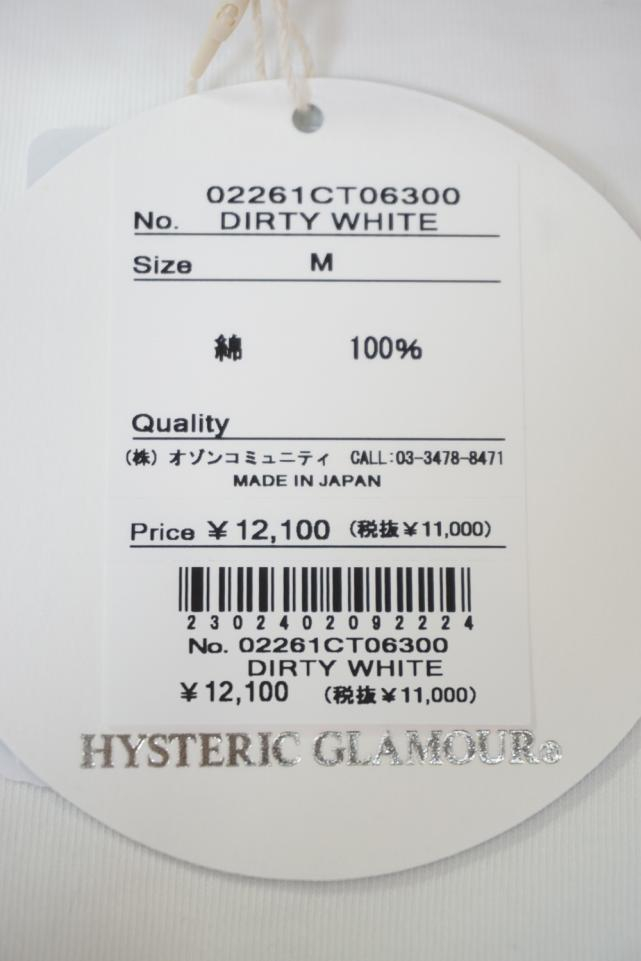 02261CT06300
No. DIRTY WHITE
Size M
綿 100%
Quality
(株) オゾンコミュニティ CALL:03-3478-8471
MADE IN JAPAN
Price ￥12,100 (税抜￥11,000)
2302402092224
No. 02261CT06300
DIRTY WHITE
￥12,100 (税抜￥11,000)
HYSTERIC GLAMOUR®